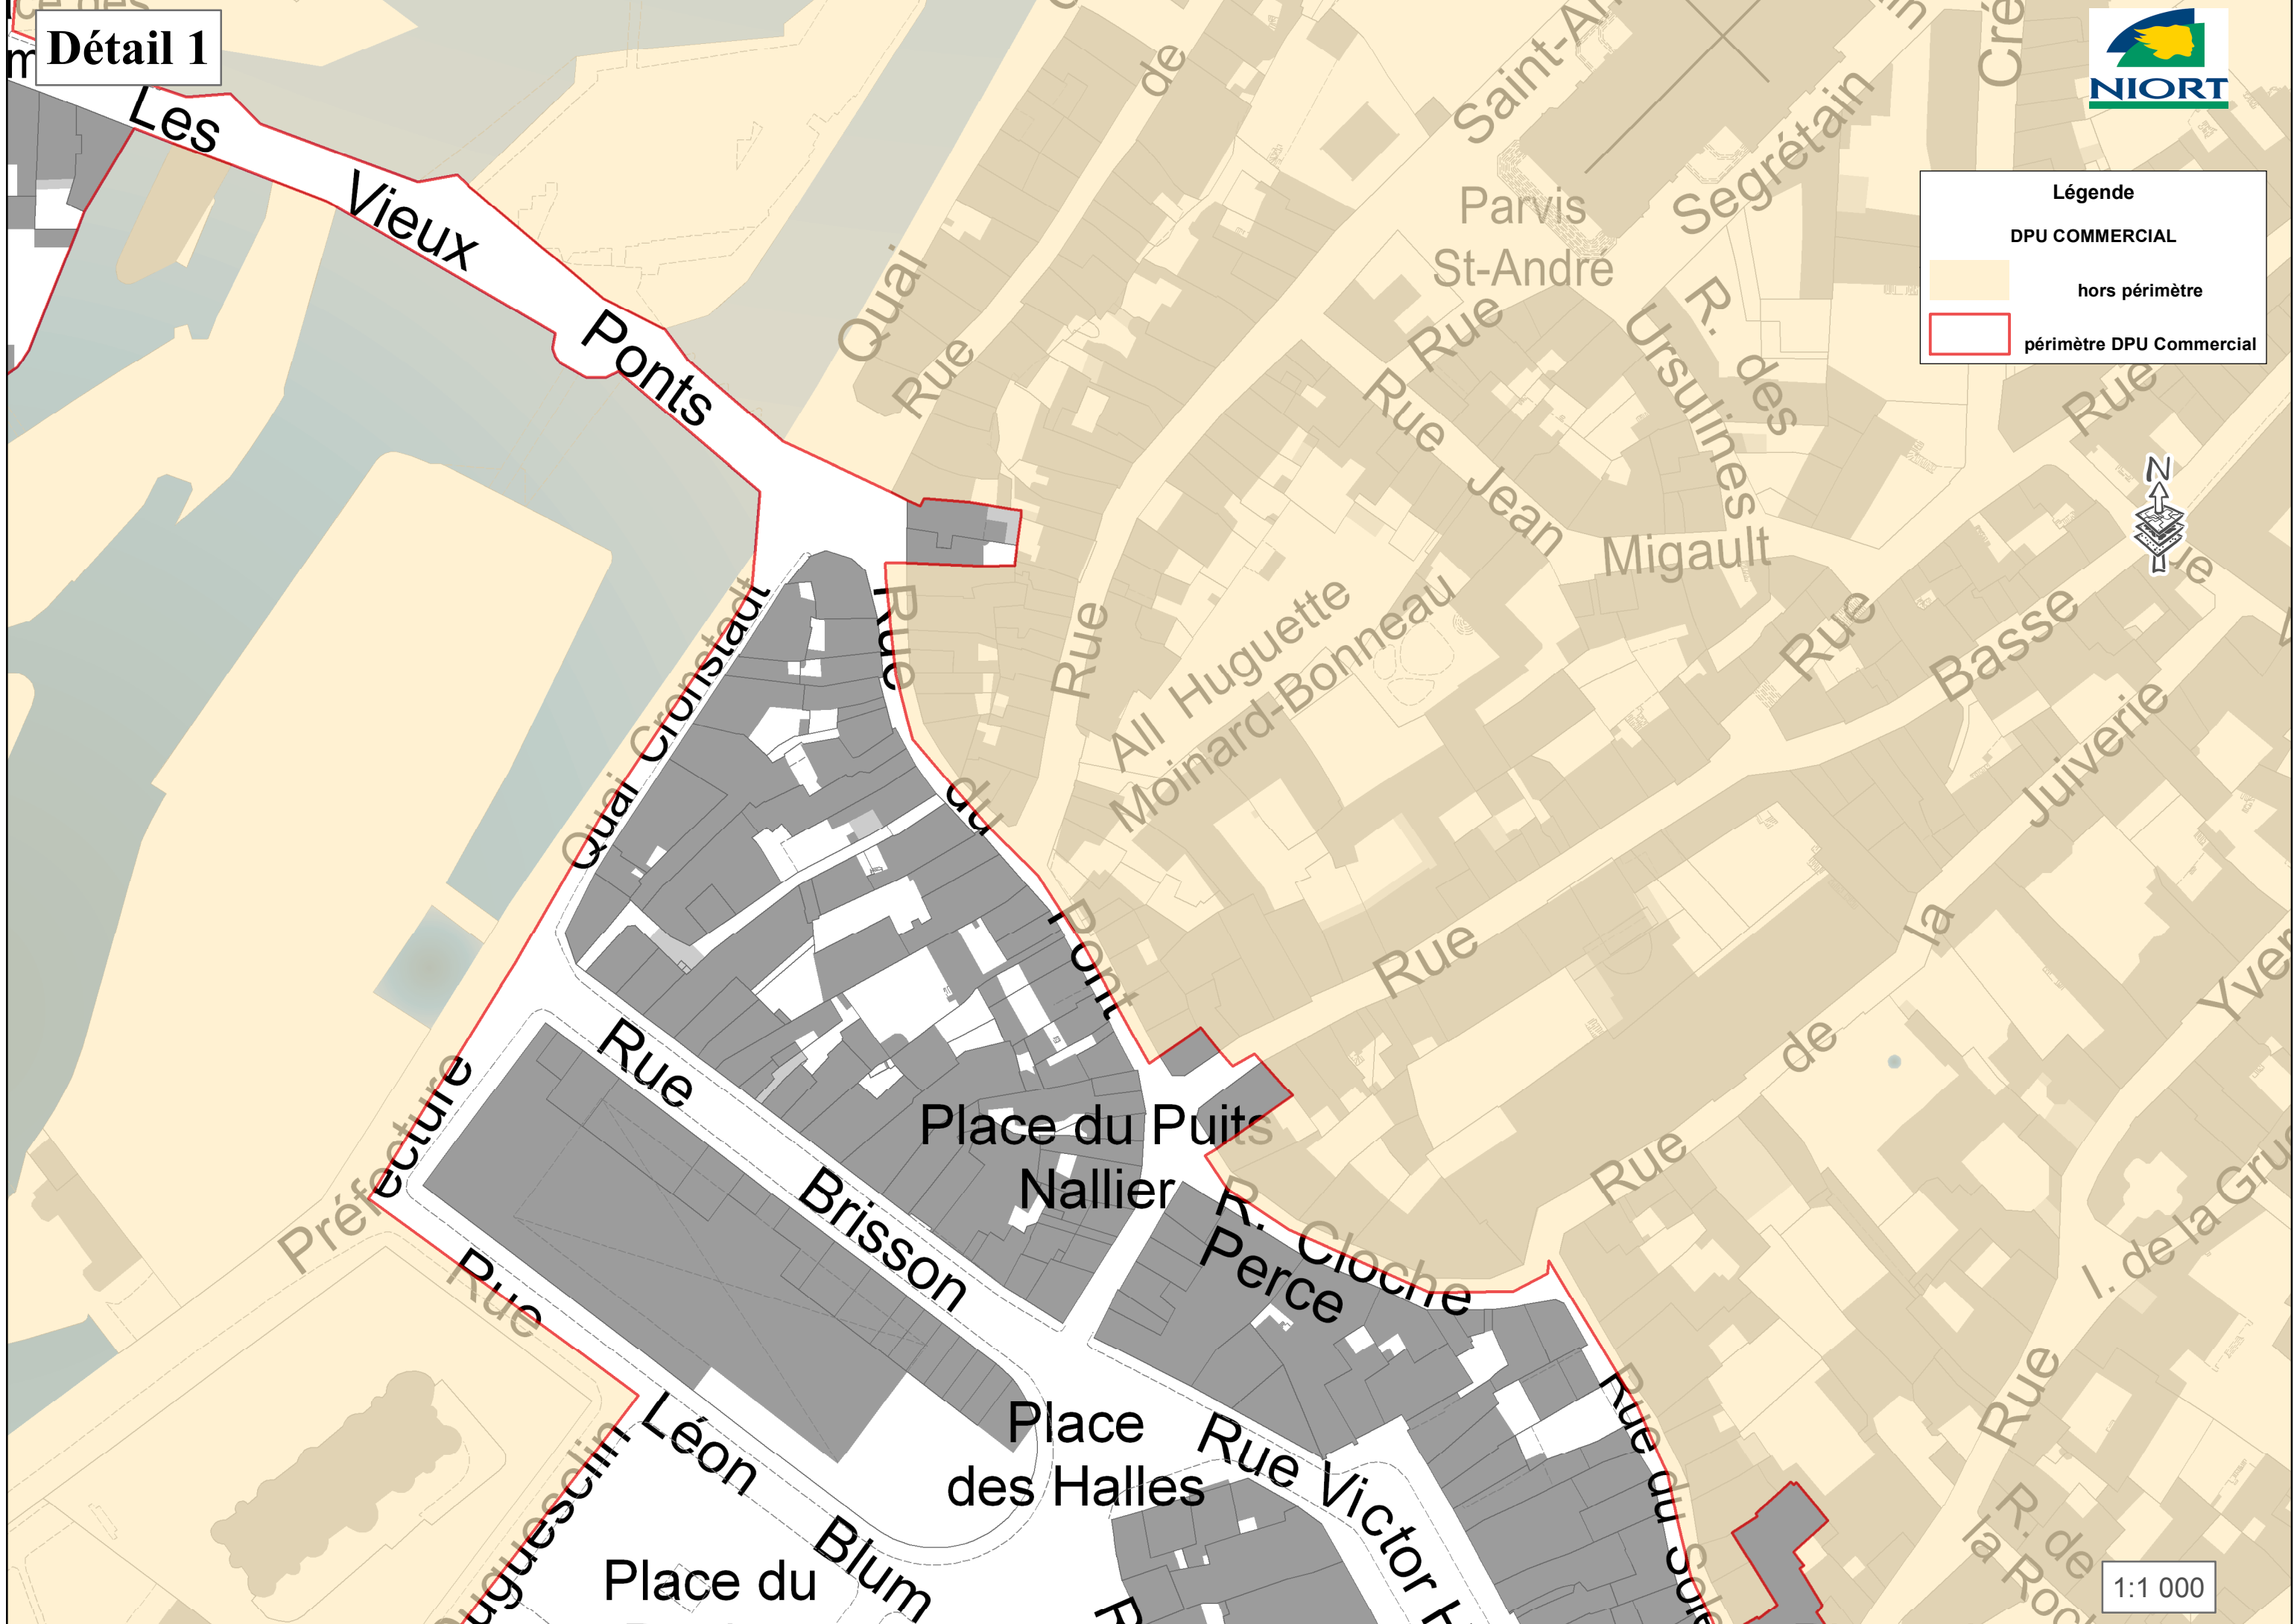 Détail 1
NIORT
Légende
DPU COMMERCIAL
hors périmètre
périmètre DPU Commercial
N
Les Vieux Ponts
Quai
Rue
de
Saint-An
Parvis
St-André
Segrétain
Rue
R. des
Ursulines
Rue Jean
Migault
Rue
Rue
Basse
Rue
All Huguette
Moinard-Bonneau
Quai Cronstadt
Rue du Pont
Rue
Juiverie
la
de
Rue
Yver
Préfecture
Rue Brisson
Place du Puits
Nallier
R. Cloche
Perce
I. de la Gru
Rue
Rue Léon Blum
Place
des Halles
Rue Victor H
Rue du Sole
R. de
la Roc
Place du
uguesclin
1:1 000